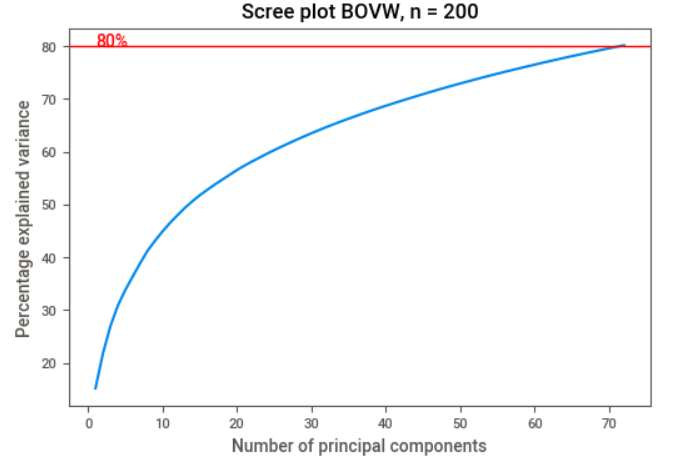 Scree plot BOVW, n = 200
80%
80
70
60
50
40
30
20
Percentage explained variance
0 10 20 30 40 50 60 70
Number of principal components